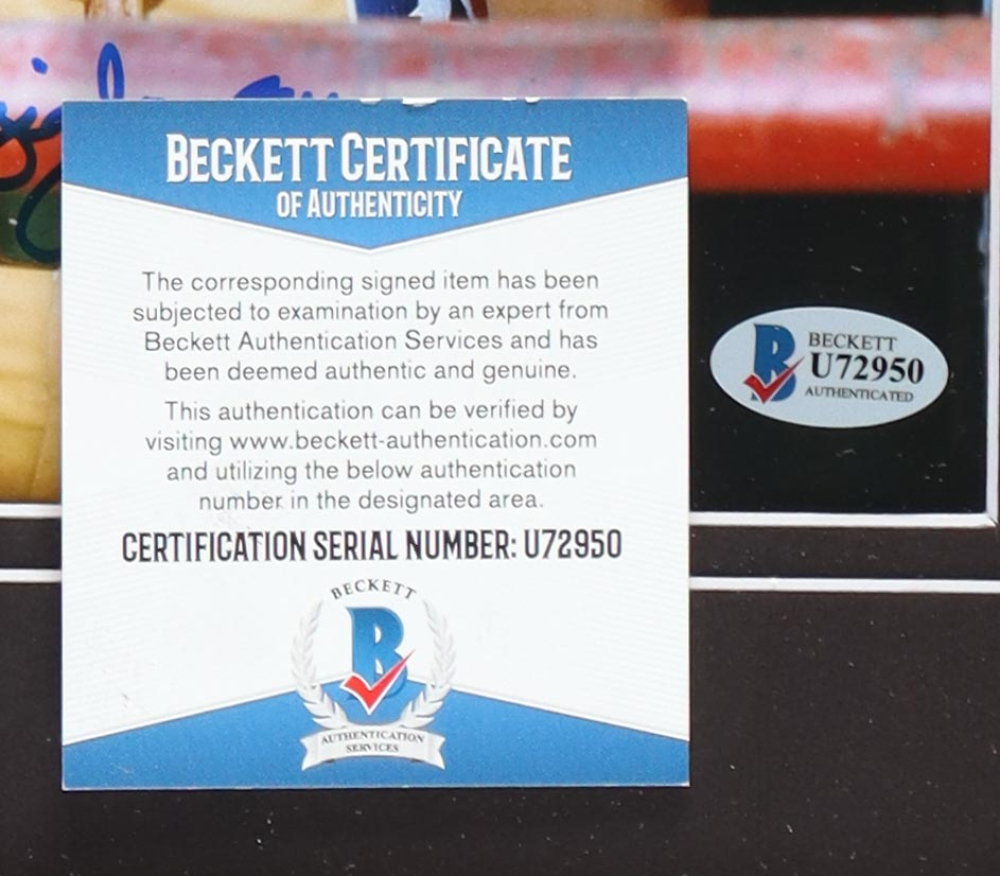 BECKETT CERTIFICATE
OF AUTHENTICITY
The corresponding signed item has been
subjected to examination by an expert from
Beckett Authentication Services and has
been deemed authentic and genuine.
This authentication can be verified by
visiting www.beckett-authentication.com
and utilizing the below authentication
number in the designated area.
CERTIFICATION SERIAL NUMBER: U72950
BECKETT
B
AUTHENTICATION
SERVICES
B
BECKETT
U72950
AUTHENTICATED